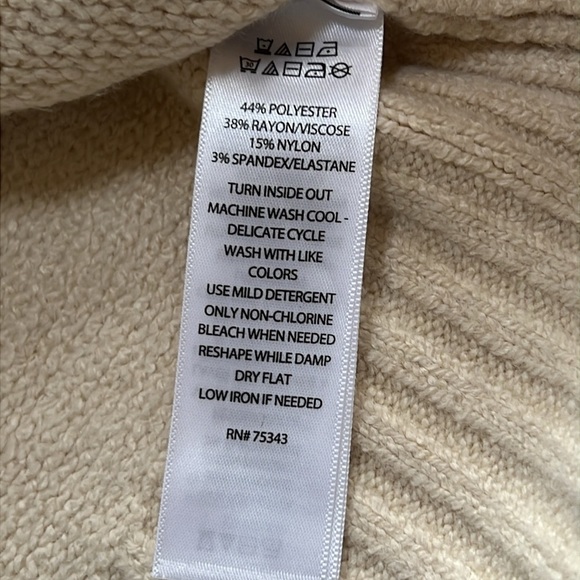 44% POLYESTER
38% RAYON/VISCOSE
15% NYLON
3% SPANDEX/ELASTANE
TURN INSIDE OUT
MACHINE WASH COOL -
DELICATE CYCLE
WASH WITH LIKE
COLORS
USE MILD DETERGENT
ONLY NON-CHLORINE
BLEACH WHEN NEEDED
RESHAPE WHILE DAMP
DRY FLAT
LOW IRON IF NEEDED
RN# 75343